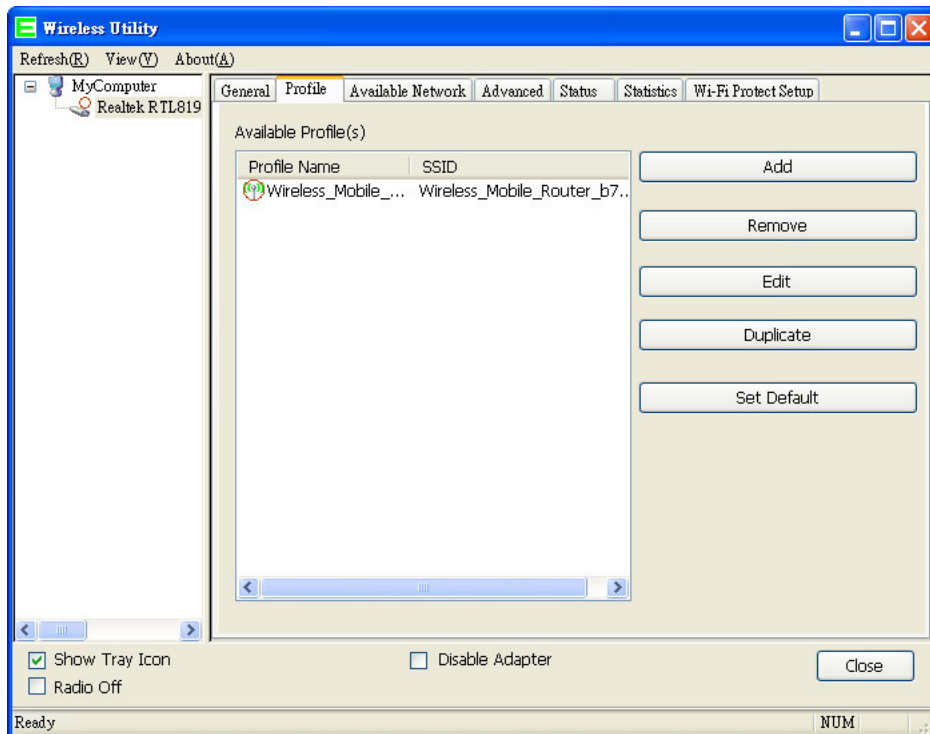 Wireless Utility
Refresh(R) View(V) About(A)
MyComputer
Realtek RTL819
General Profile Available Network Advanced Status Statistics Wi-Fi Protect Setup
Available Profile(s)
Profile Name SSID
Wireless_Mobile_... Wireless_Mobile_Router_b7..
Add
Remove
Edit
Duplicate
Set Default
Show Tray Icon
Disable Adapter
Radio Off
Close
Ready
NUM